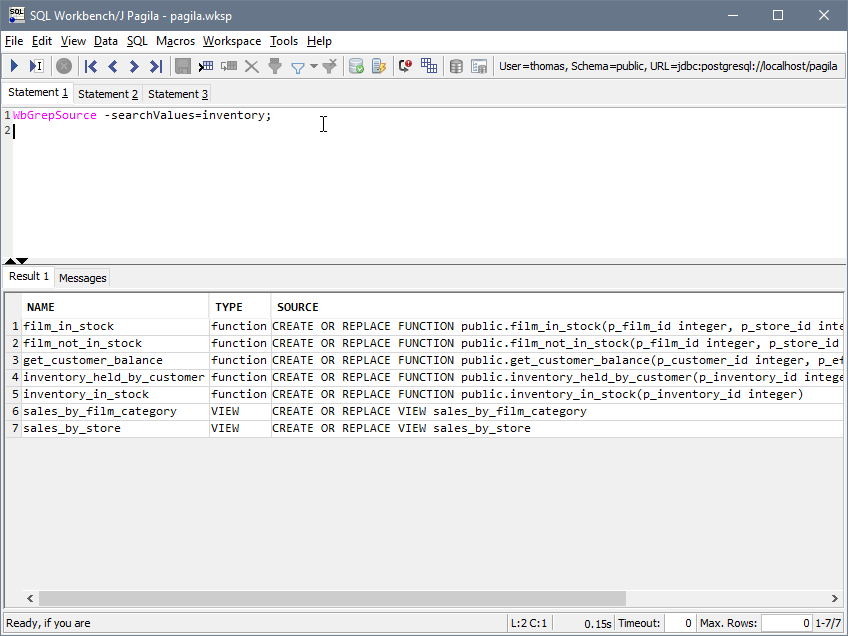 SQL Workbench/J Pagila - pagila.wksp
File Edit View Data SQL Macros Workspace Tools Help
User=thomas, Schema=public, URL=jdbc:postgresql://localhost/pagila
Statement 1 Statement 2 Statement 3
1 WbGrepSource -searchValues=inventory;
2
Result 1 Messages
NAME TYPE SOURCE
1 film_in_stock function CREATE OR REPLACE FUNCTION public.film_in_stock(p_film_id integer, p_store_id inte
2 film_not_in_stock function CREATE OR REPLACE FUNCTION public.film_not_in_stock(p_film_id integer, p_store_id
3 get_customer_balance function CREATE OR REPLACE FUNCTION public.get_customer_balance(p_customer_id integer, p_ef
4 inventory_held_by_customer function CREATE OR REPLACE FUNCTION public.inventory_held_by_customer(p_inventory_id intege
5 inventory_in_stock function CREATE OR REPLACE FUNCTION public.inventory_in_stock(p_inventory_id integer)
6 sales_by_film_category VIEW CREATE OR REPLACE VIEW sales_by_film_category
7 sales_by_store VIEW CREATE OR REPLACE VIEW sales_by_store
Ready, if you are L:2 C:1 0.15s Timeout: 0 Max. Rows: 0 1-7/7